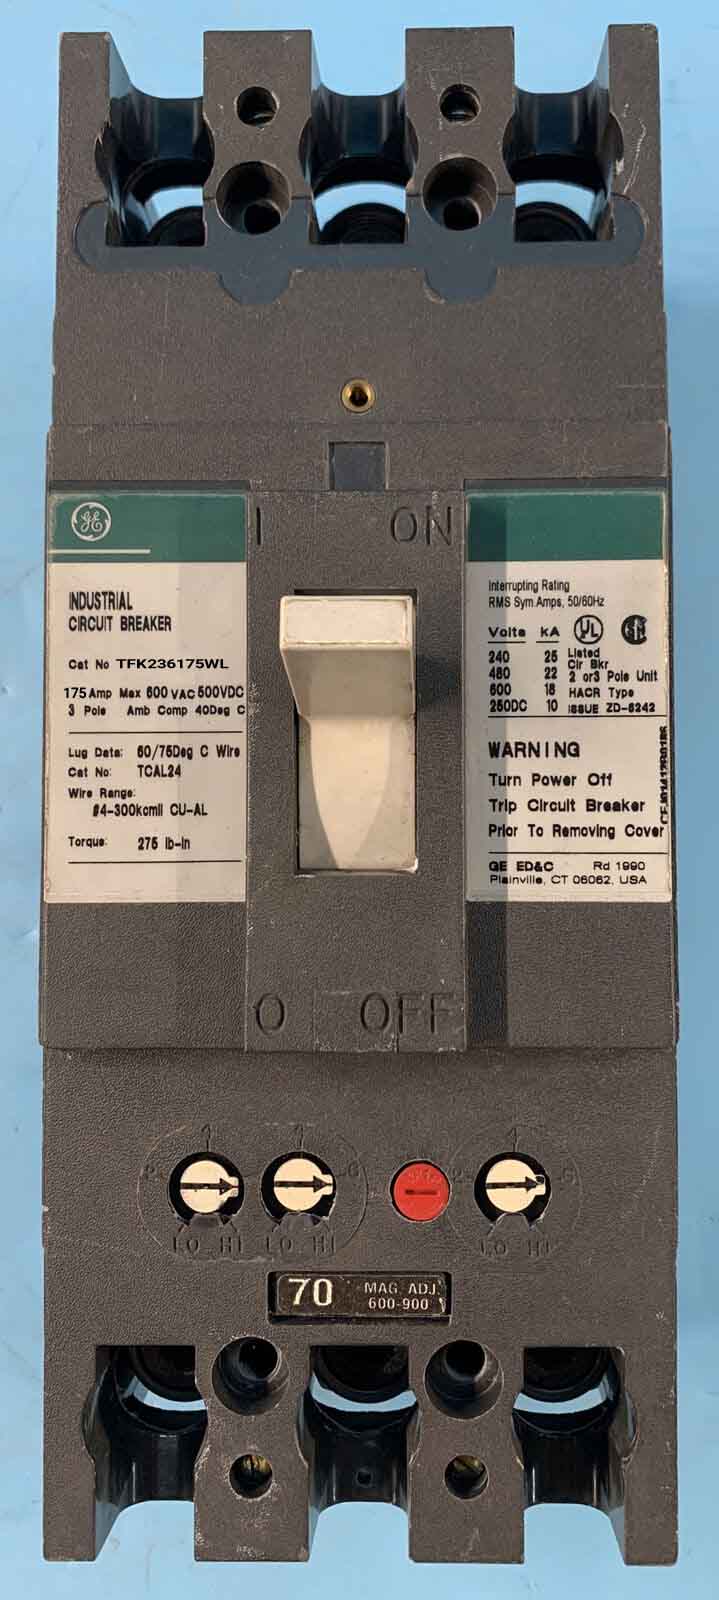 I ON
GE
INDUSTRIAL
CIRCUIT BREAKER
Cat No TFK236175WL
175 Amp Max 600 VAC 500VDC
3 Pole Amb Comp 40Deg C
Lug Data: 60/75Deg C Wire
Cat No: TCAL24
Wire Range:
#4-300kcmil CU-AL
Torque: 275 lb-in
Interrupting Rating
RMS Sym. Amps, 50/60Hz
Volts kA UL
240 25 Listed
480 22 Cir Bkr
600 18 2 or3 Pole Unit
250DC 10 HACR Type
ISSUE ZD-6242
WARNING
Turn Power Off
Trip Circuit Breaker
Prior To Removing Cover
GE ED&C Rd 1990
Plainville, CT 06062, USA
O OFF
LO HI LO HI LO HI
70 MAG. ADJ.
600-900